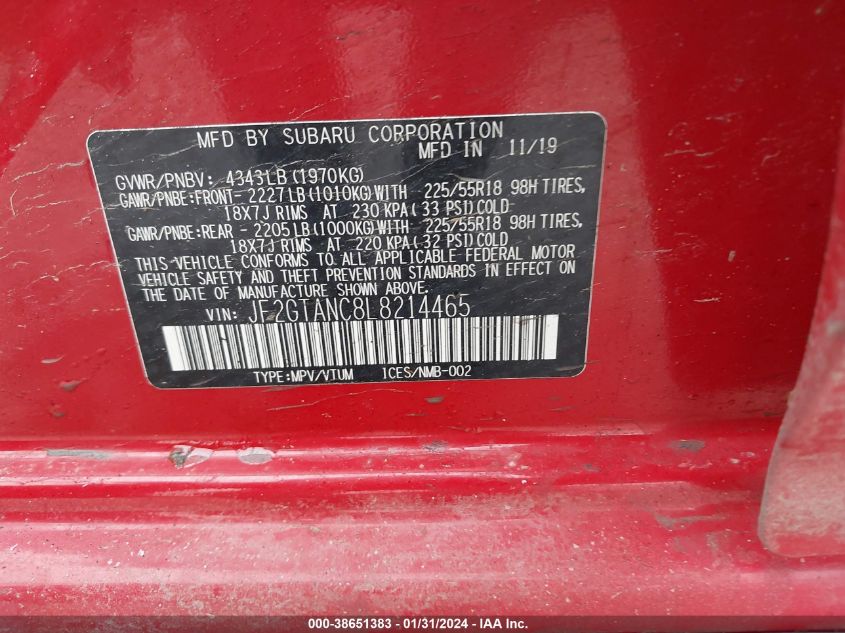 MFD BY SUBARU CORPORATION
MFD IN 11/19
GVWR/PNBV: 4343LB(1970KG)
GAWR/PNBE:FRONT-2227LB(1010KG)WITH 225/55R18 98H TIRES,
18X7J RIMS AT 230 KPA(33 PSI)COLD
GAWR/PNBE:REAR -2205LB(1000KG)WITH 225/55R18 98H TIRES,
18X7J RIMS AT 220 KPA(32 PSI)COLD
THIS VEHICLE CONFORMS TO ALL APPLICABLE FEDERAL MOTOR
VEHICLE SAFETY AND THEFT PREVENTION STANDARDS IN EFFECT ON
THE DATE OF MANUFACTURE SHOWN ABOVE.
VIN: JF2GTANC8L8214465
TYPE:MPV/VTUM ICES/NMB-002
000-38651383 - 01/31/2024 - IAA Inc.